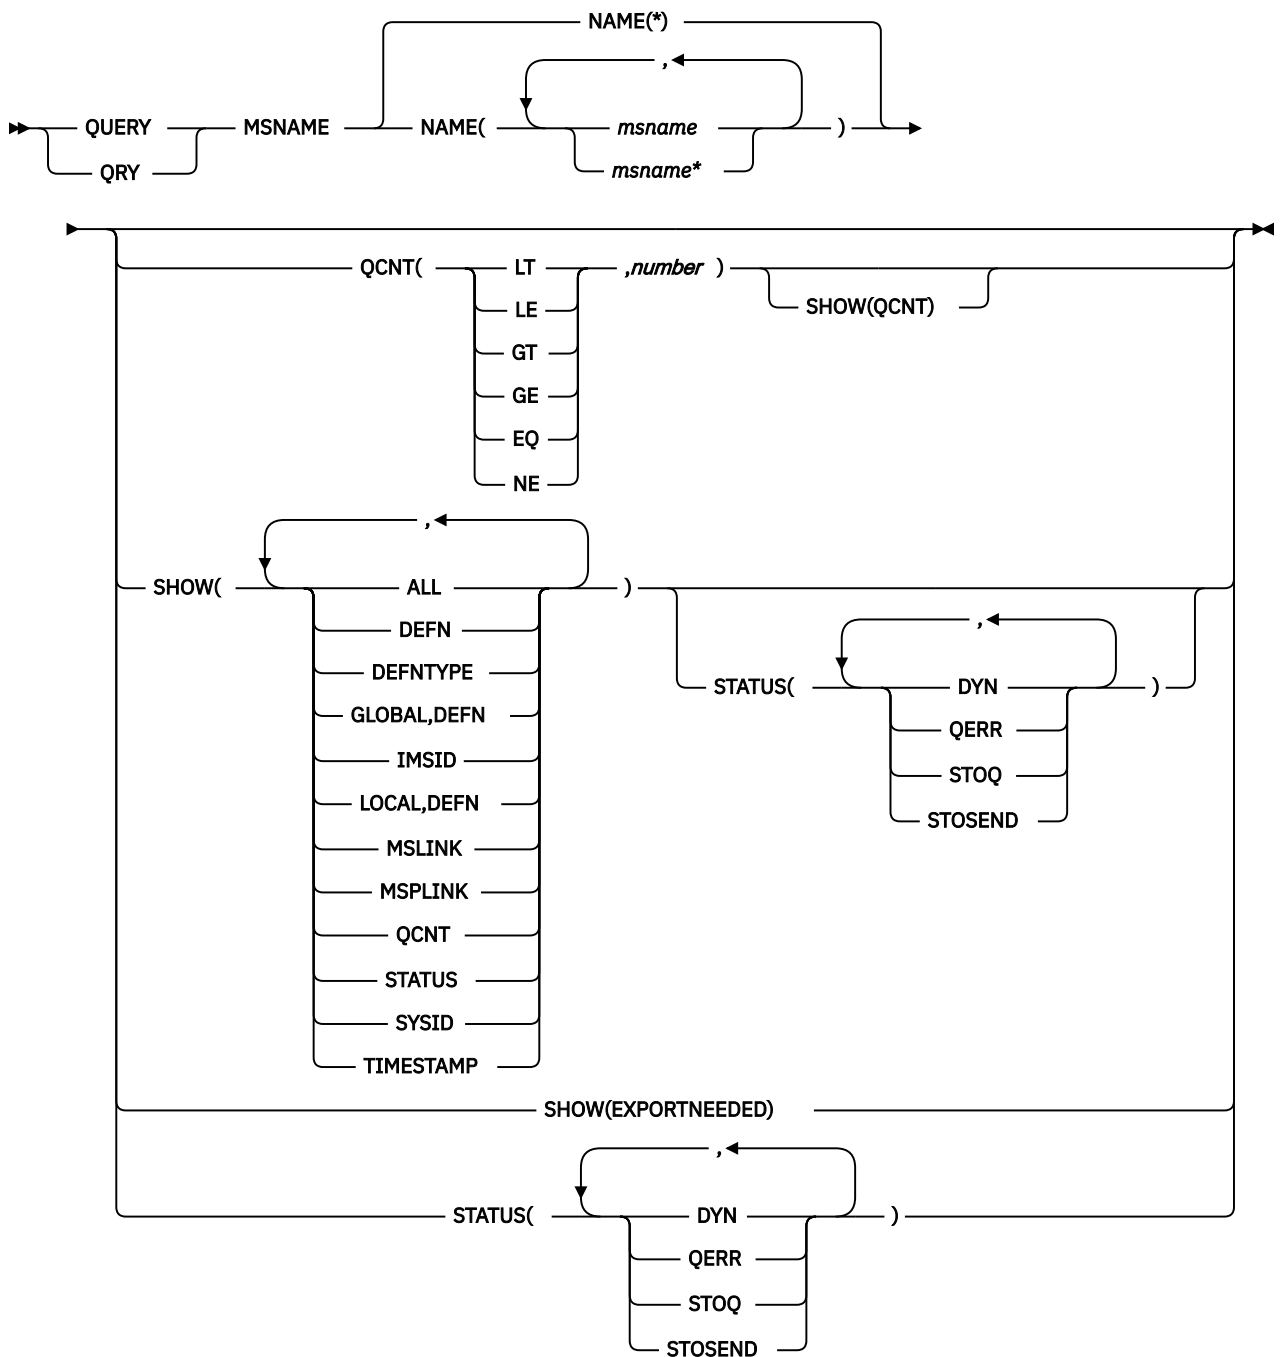 NAME(*)
,
QUERY MSNAME NAME( msname )
QRY msname*
QCNT( LT ,number )
SHOW(QCNT)
LE
GT
GE
EQ
NE
,
SHOW( ALL )
,
DEFN
DEFNTYPE
STATUS( DYN )
GLOBAL,DEFN
QERR
IMSID
STOQ
LOCAL,DEFN
STOSEND
MSLINK
MSPLINK
QCNT
STATUS
SYSID
TIMESTAMP
SHOW(EXPORTNEEDED)
,
STATUS( DYN )
QERR
STOQ
STOSEND